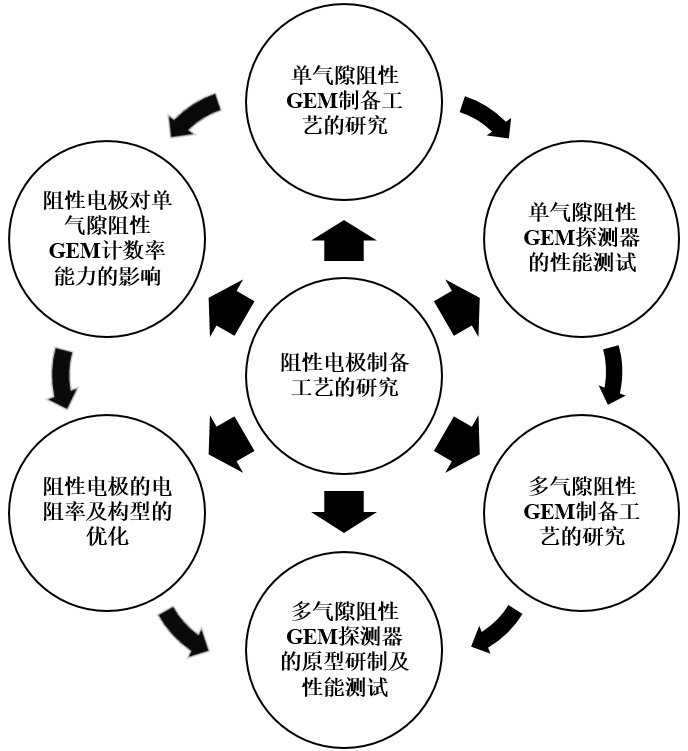 单气隙阻性
GEM制备工
艺的研究
阻性电极对单
气隙阻性
GEM计数率
能力的影响
单气隙阻性
GEM探测器
的性能测试
阻性电极制备
工艺的研究
阻性电极的电
阻率及构型的
优化
多气隙阻性
GEM制备工
艺的研究
多气隙阻性
GEM探测器
的原型研制及
性能测试